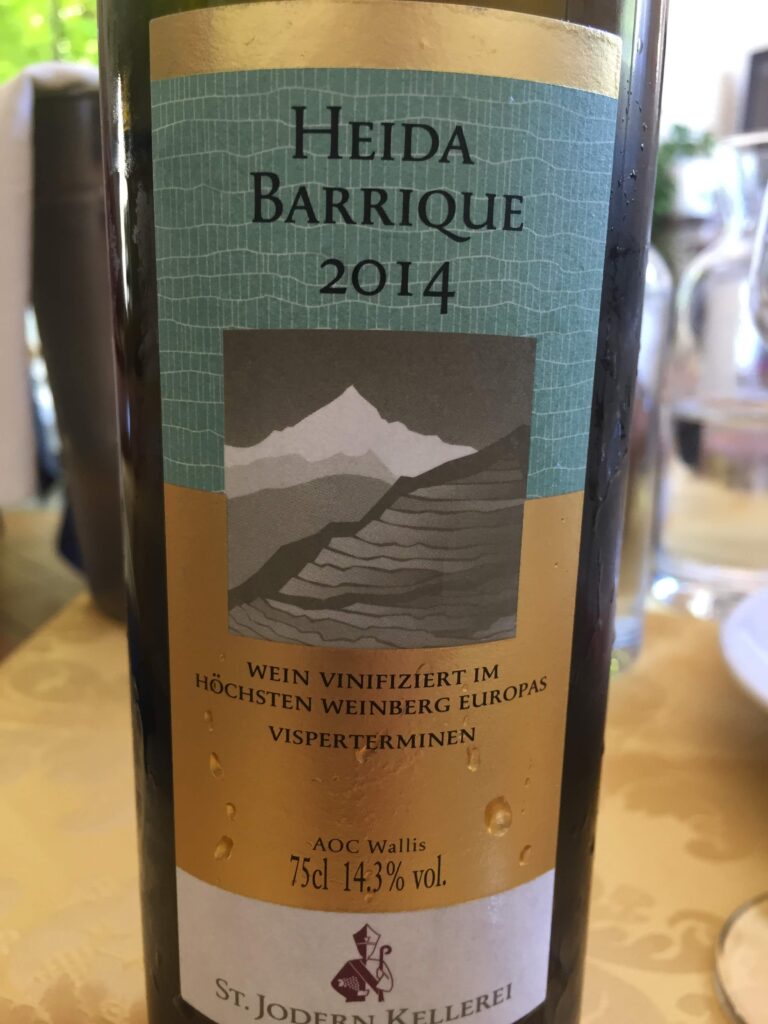 Heida
Barrique
2014
WEIN VINIFIZIERT IM
HÖCHSTEN WEINBERG EUROPAS
VISPERTERMINEN
AOC Wallis
75cl 14.3% vol.
St. Jodern Kellerei